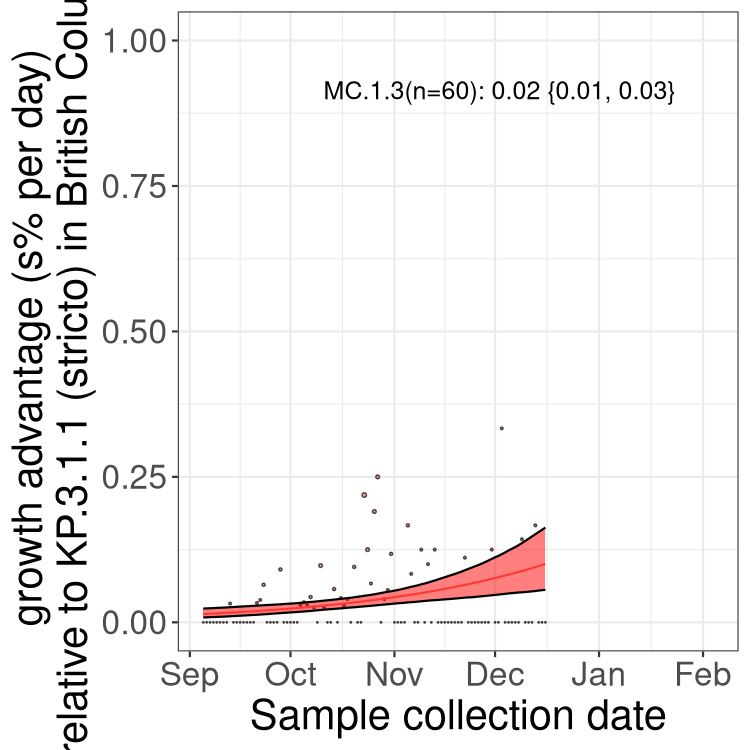 growth advantage (s% per day)
relative to KP.3.1.1 (stricto) in British Colu
1.00
0.75
0.50
0.25
0.00
MC.1.3(n=60): 0.02 {0.01, 0.03}
Sep Oct Nov Dec Jan Feb
Sample collection date